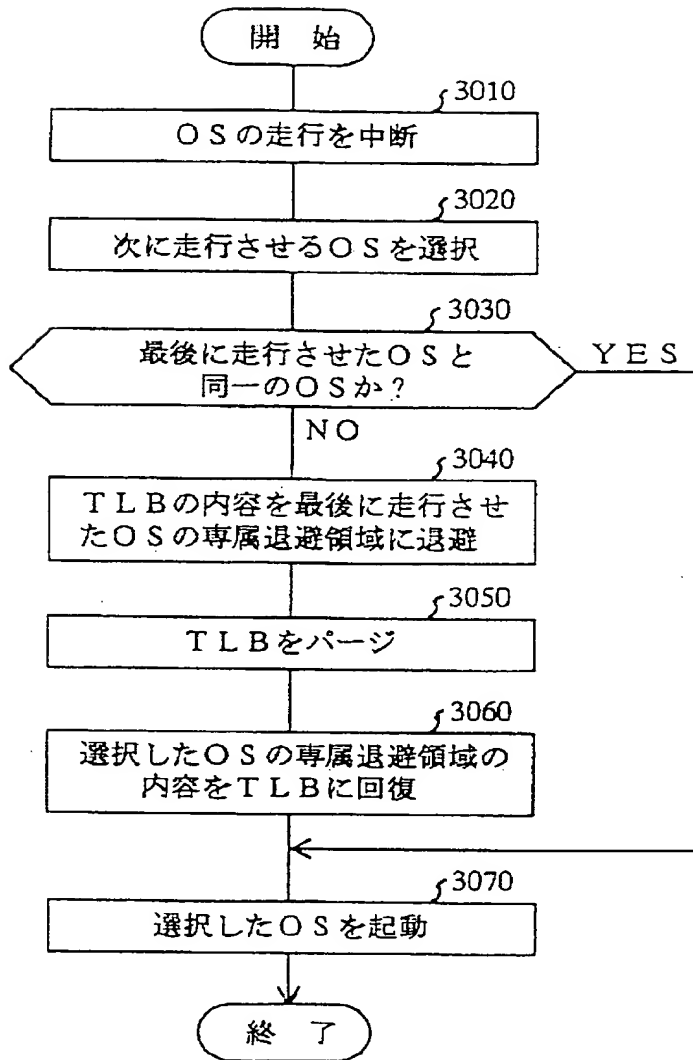 開 始
3010
OSの走行を中断
3020
次に走行させるOSを選択
3030
最後に走行させたOSと
同一のOSか?
YES
NO
3040
TLBの内容を最後に走行させ
たOSの専属退避領域に退避
3050
TLBをパージ
3060
選択したOSの専属退避領域の
内容をTLBに回復
3070
選択したOSを起動
終 了